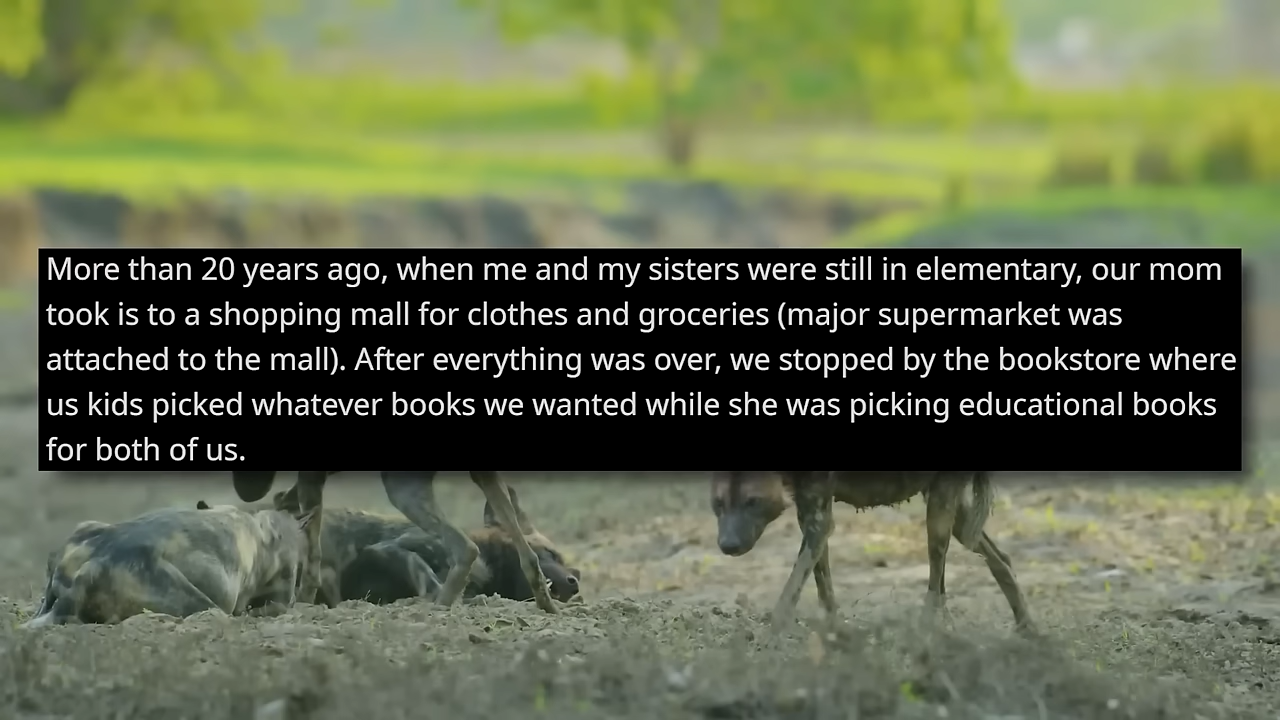 More than 20 years ago, when me and my sisters were still in elementary, our mom
took is to a shopping mall for clothes and groceries (major supermarket was
attached to the mall). After everything was over, we stopped by the bookstore where
us kids picked whatever books we wanted while she was picking educational books
for both of us.